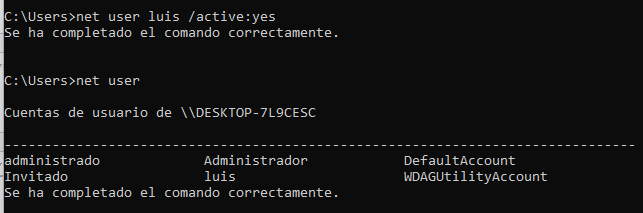 C:\Users>net user luis /active:yes
Se ha completado el comando correctamente.
C:\Users>net user
Cuentas de usuario de \\DESKTOP-7L9CESC
-------------------------------------------------------------------------------
administrado             Administrador            DefaultAccount
Invitado                 luis                     WDAGUtilityAccount
Se ha completado el comando correctamente.